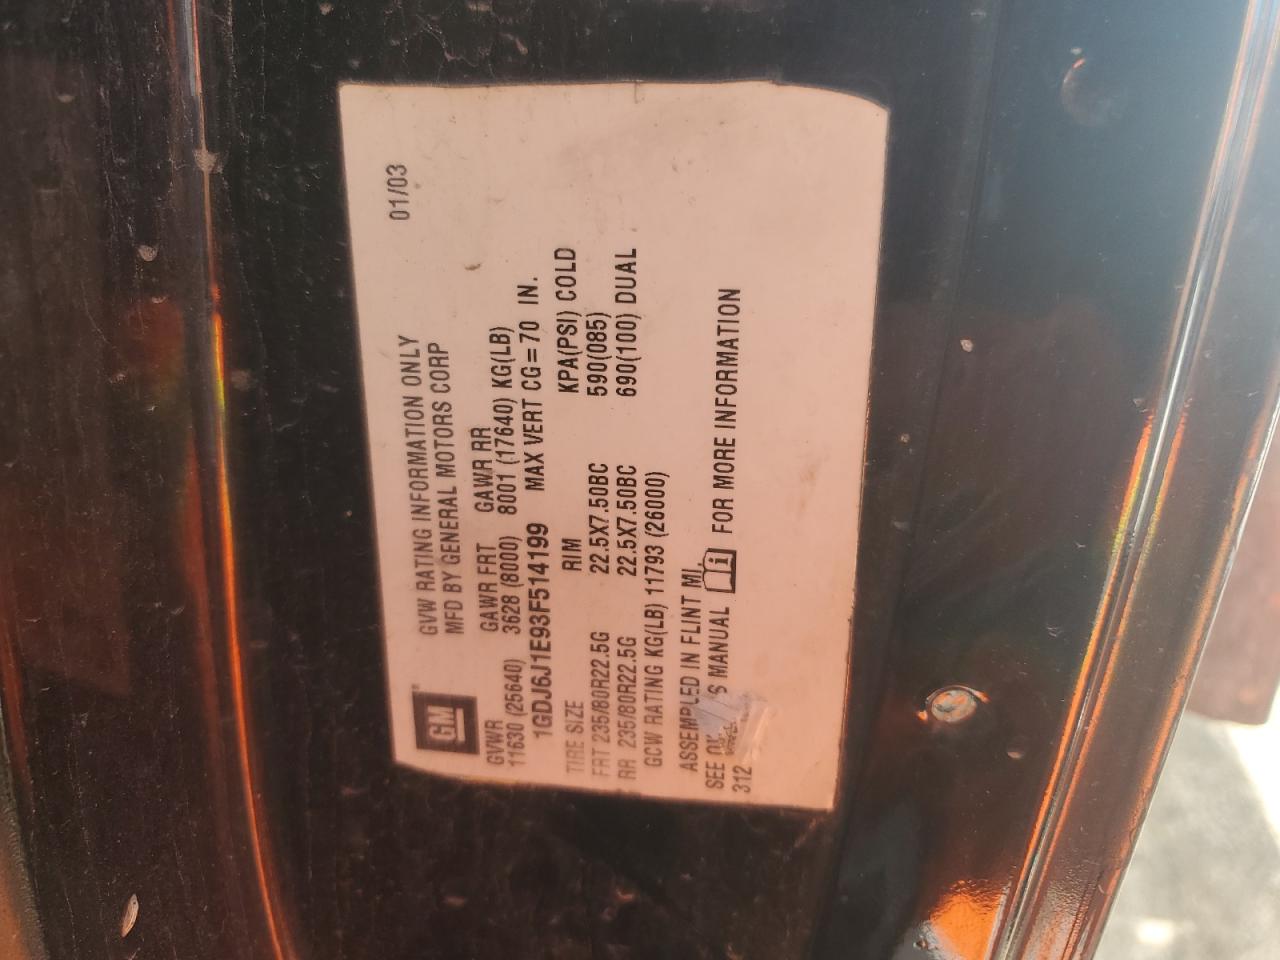 GM
GVW RATING INFORMATION ONLY 01/03
MFD BY GENERAL MOTORS CORP
GVWR GAWR FRT GAWR RR
11630 (25640) 3628 (8000) 8001 (17640) KG(LB)
1GDJ6J1E93F514199 MAX VERT CG=70 IN.
TIRE SIZE RIM KPA(PSI) COLD
FRT 235/80R22.5G 22.5X7.50BC 590(085)
RR 235/80R22.5G 22.5X7.50BC 690(100) DUAL
GCW RATING KG(LB) 11793 (26000)
ASSEMBLED IN FLINT MI,
SEE MANUAL i FOR MORE INFORMATION
312